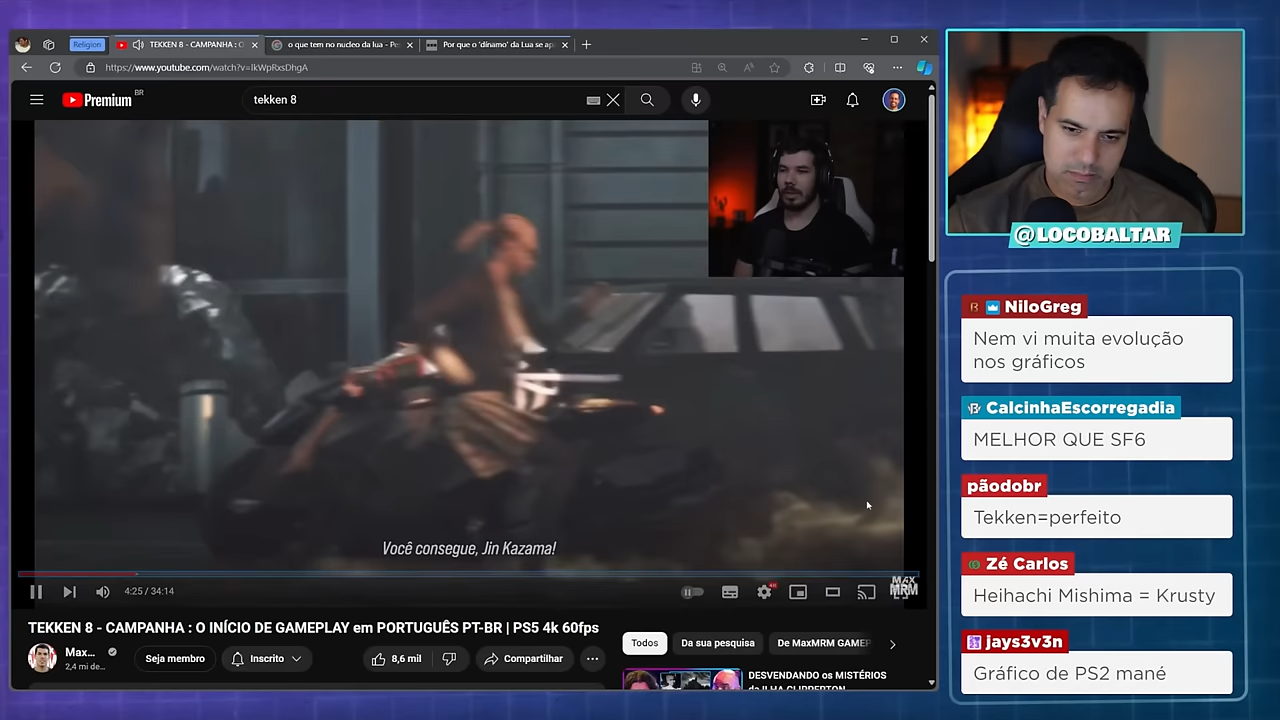 Religion
TEKKEN 8 - CAMPANHA : O
o que tem no nucleo da lua - Pe
Por que o 'dínamo' da Lua se ap
https://www.youtube.com/watch?v=lkWpRxsDhgA
Premium BR
tekken 8
@LOCOBALTAR
NiloGreg
Nem vi muita evolução
nos gráficos
CalcinhaEscorregadia
MELHOR QUE SF6
pãodobr
Tekken=perfeito
Zé Carlos
Heihachi Mishima = Krusty
jays3v3n
Gráfico de PS2 mané
Você consegue, Jin Kazama!
4:25 / 34:14
MAX
MRM
TEKKEN 8 - CAMPANHA : O INÍCIO DE GAMEPLAY em PORTUGUÊS PT-BR | PS5 4k 60fps
Max...
2,4 mi de...
Seja membro
Inscrito
8,6 mil
Compartilhar
Todos
Da sua pesquisa
De MaxMRM GAMEP
DESVENDANDO os MISTÉRIOS
da ILHA CLIPPERTON